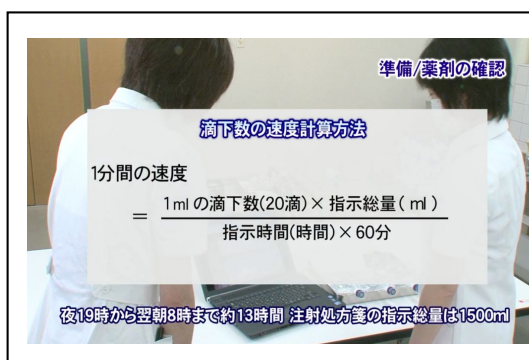 準備/薬剤の確認
滴下数の速度計算方法
1分間の速度
= 1mlの滴下数(20滴)×指示総量(ml)
指示時間(時間)×60分
夜19時から翌朝8時まで約13時間 注射処方箋の指示総量は1500ml